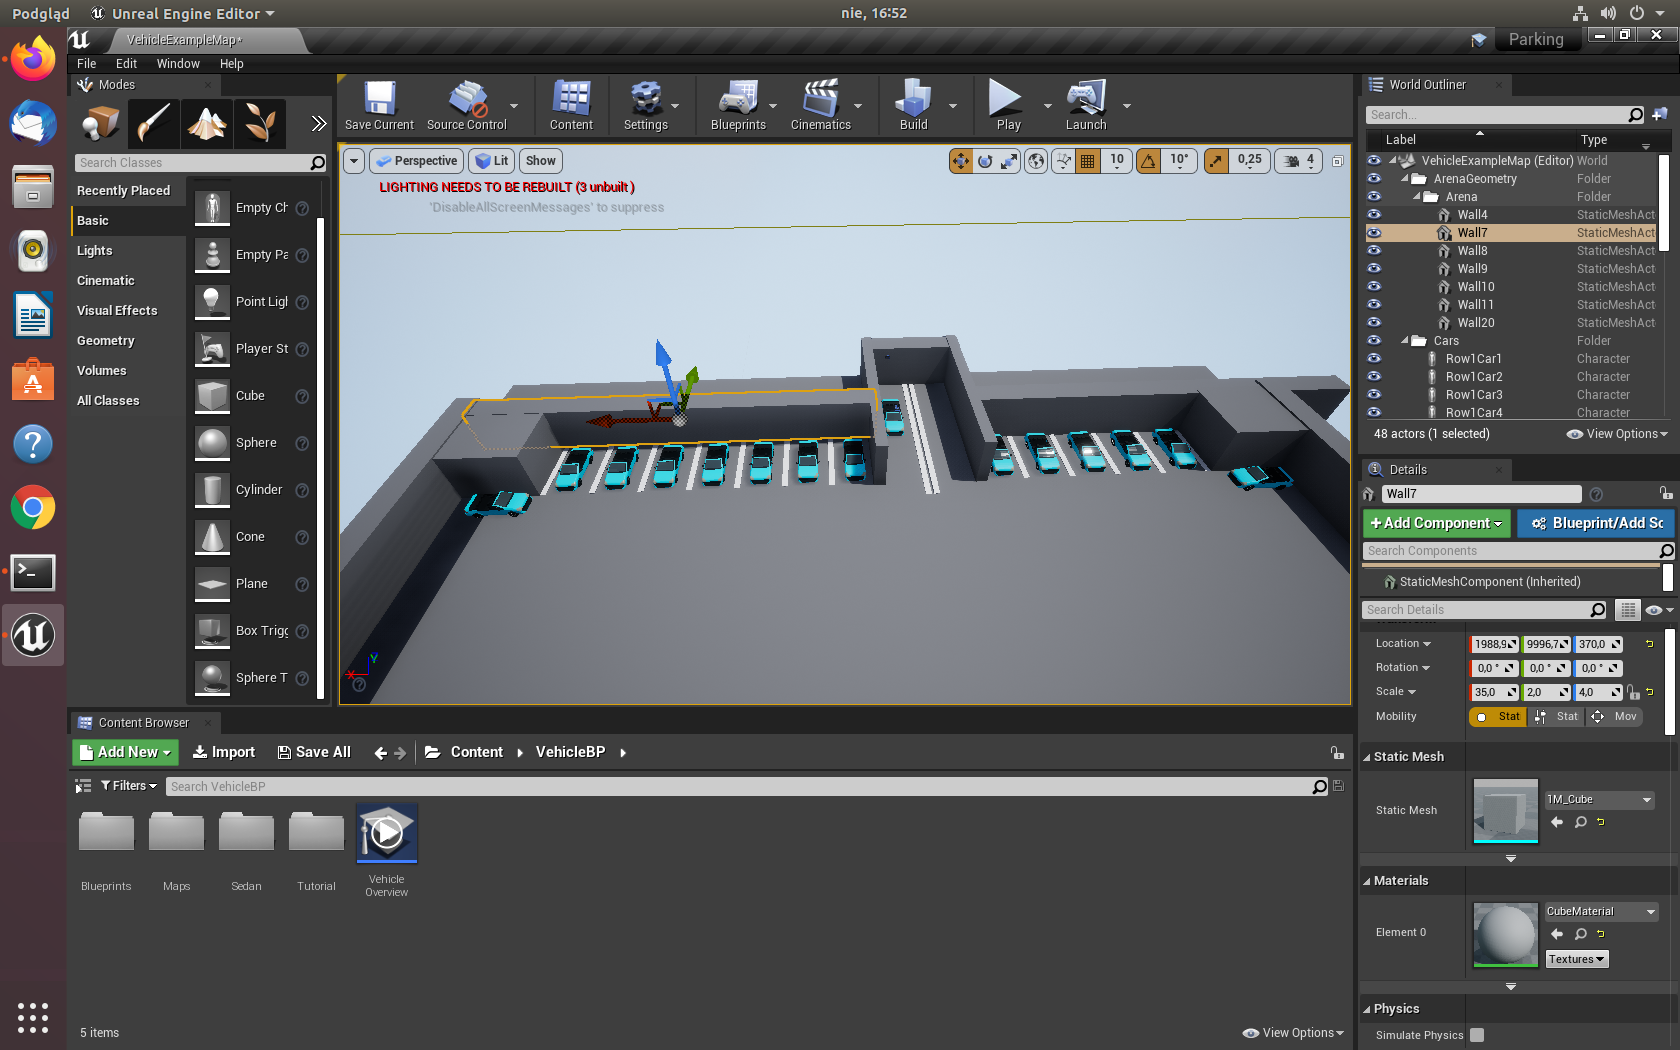 Podgląd
Unreal Engine Editor
nie, 16:52
VehicleExampleMap*
Parking
File Edit Window Help
Modes
Search Classes
Recently Placed
Basic
Lights
Cinematic
Visual Effects
Geometry
Volumes
All Classes
Empty Ch
Empty Pa
Point Ligh
Player St
Cube
Sphere
Cylinder
Cone
Plane
Box Trigg
Sphere T
Save Current
Source Control
Content
Settings
Blueprints
Cinematics
Build
Play
Launch
Perspective
Lit
Show
10
10°
0,25
4
LIGHTING NEEDS TO BE REBUILT (3 unbuilt )
'DisableAllScreenMessages' to suppress
X
Y
World Outliner
Search...
Label Type
VehicleExampleMap (Editor) World
ArenaGeometry Folder
Arena Folder
Wall4 StaticMeshAct
Wall7 StaticMeshAct
Wall8 StaticMeshAct
Wall9 StaticMeshAct
Wall10 StaticMeshAct
Wall11 StaticMeshAct
Wall20 StaticMeshAct
Cars Folder
Row1Car1 Character
Row1Car2 Character
Row1Car3 Character
Row1Car4 Character
48 actors (1 selected)
View Options
Details
Wall7
+Add Component
Blueprint/Add Sc
Search Components
StaticMeshComponent (Inherited)
Search Details
Location 1988,9 9996,7 370,0
Rotation 0,0 ° 0,0 ° 0,0 °
Scale 35,0 2,0 4,0
Mobility Stat Stat Mov
Static Mesh
Static Mesh
1M_Cube
Materials
Element 0
CubeMaterial
Textures
Physics
Simulate Physics
Content Browser
Add New
Import
Save All
Content
VehicleBP
Filters
Search VehicleBP
Blueprints
Maps
Sedan
Tutorial
Vehicle
Overview
5 items
View Options